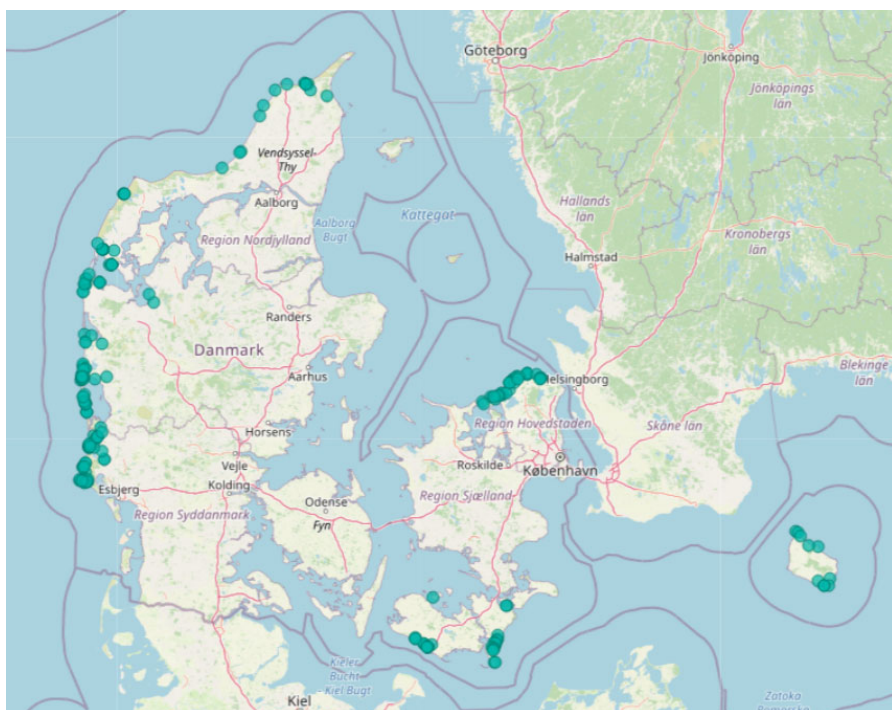 Göteborg
Jönköping
Jönköpings
län
Vendsyssel-
Thy
Aalborg
Aalborg
Bugt
Kattegat
Hallands
län
Kronobergs
län
Region Nordjylland
Halmstad
Randers
Danmark
Aarhus
Helsingborg
Blekinge
län
Skåne län
Horsens
Region Hovedstaden
Roskilde
København
Vejle
Kolding
Esbjerg
Odense
Fyn
Region Sjælland
Region Syddanmark
Kieler
Bucht
Kiel Bugt
Kiel
Zatoka